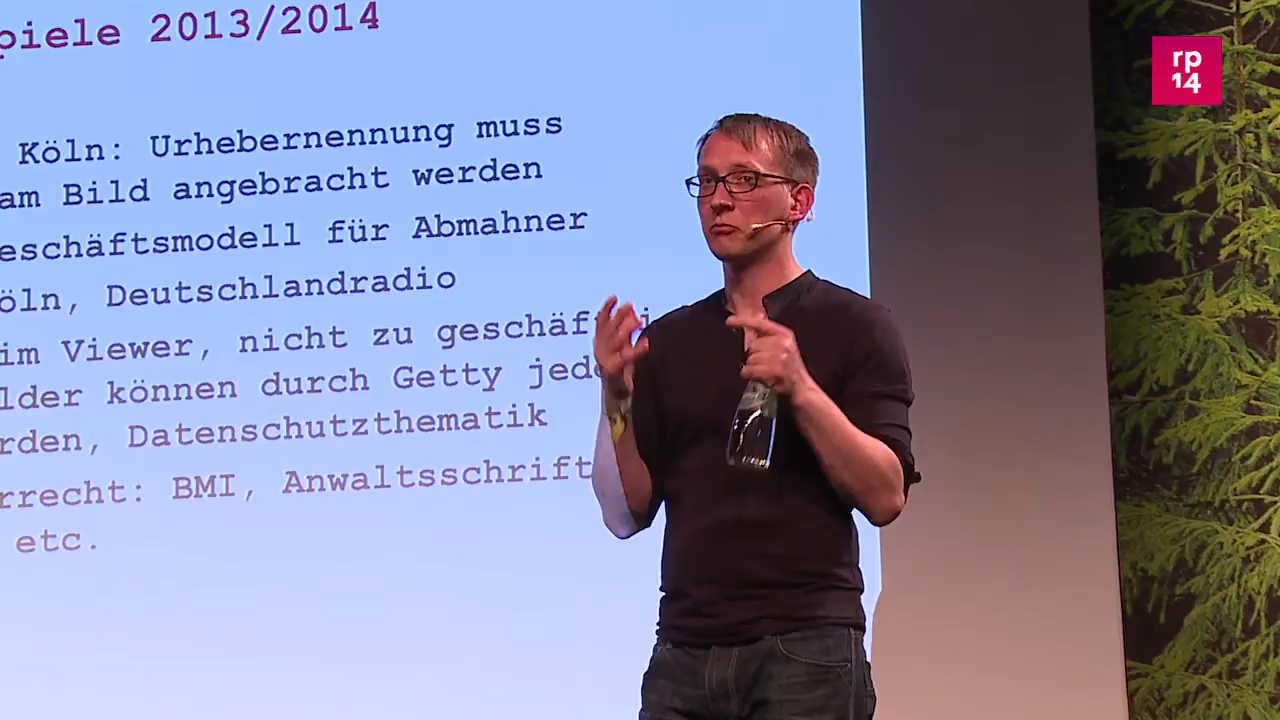 piele 2013/2014
rp
14
Köln: Urhebernennung muss
am Bild angebracht werden
eschäftsmodell für Abmahner
öln, Deutschlandradio
im Viewer, nicht zu geschäf
lder können durch Getty jed
rden, Datenschutzthematik
rrecht: BMI, Anwaltsschrift
etc.